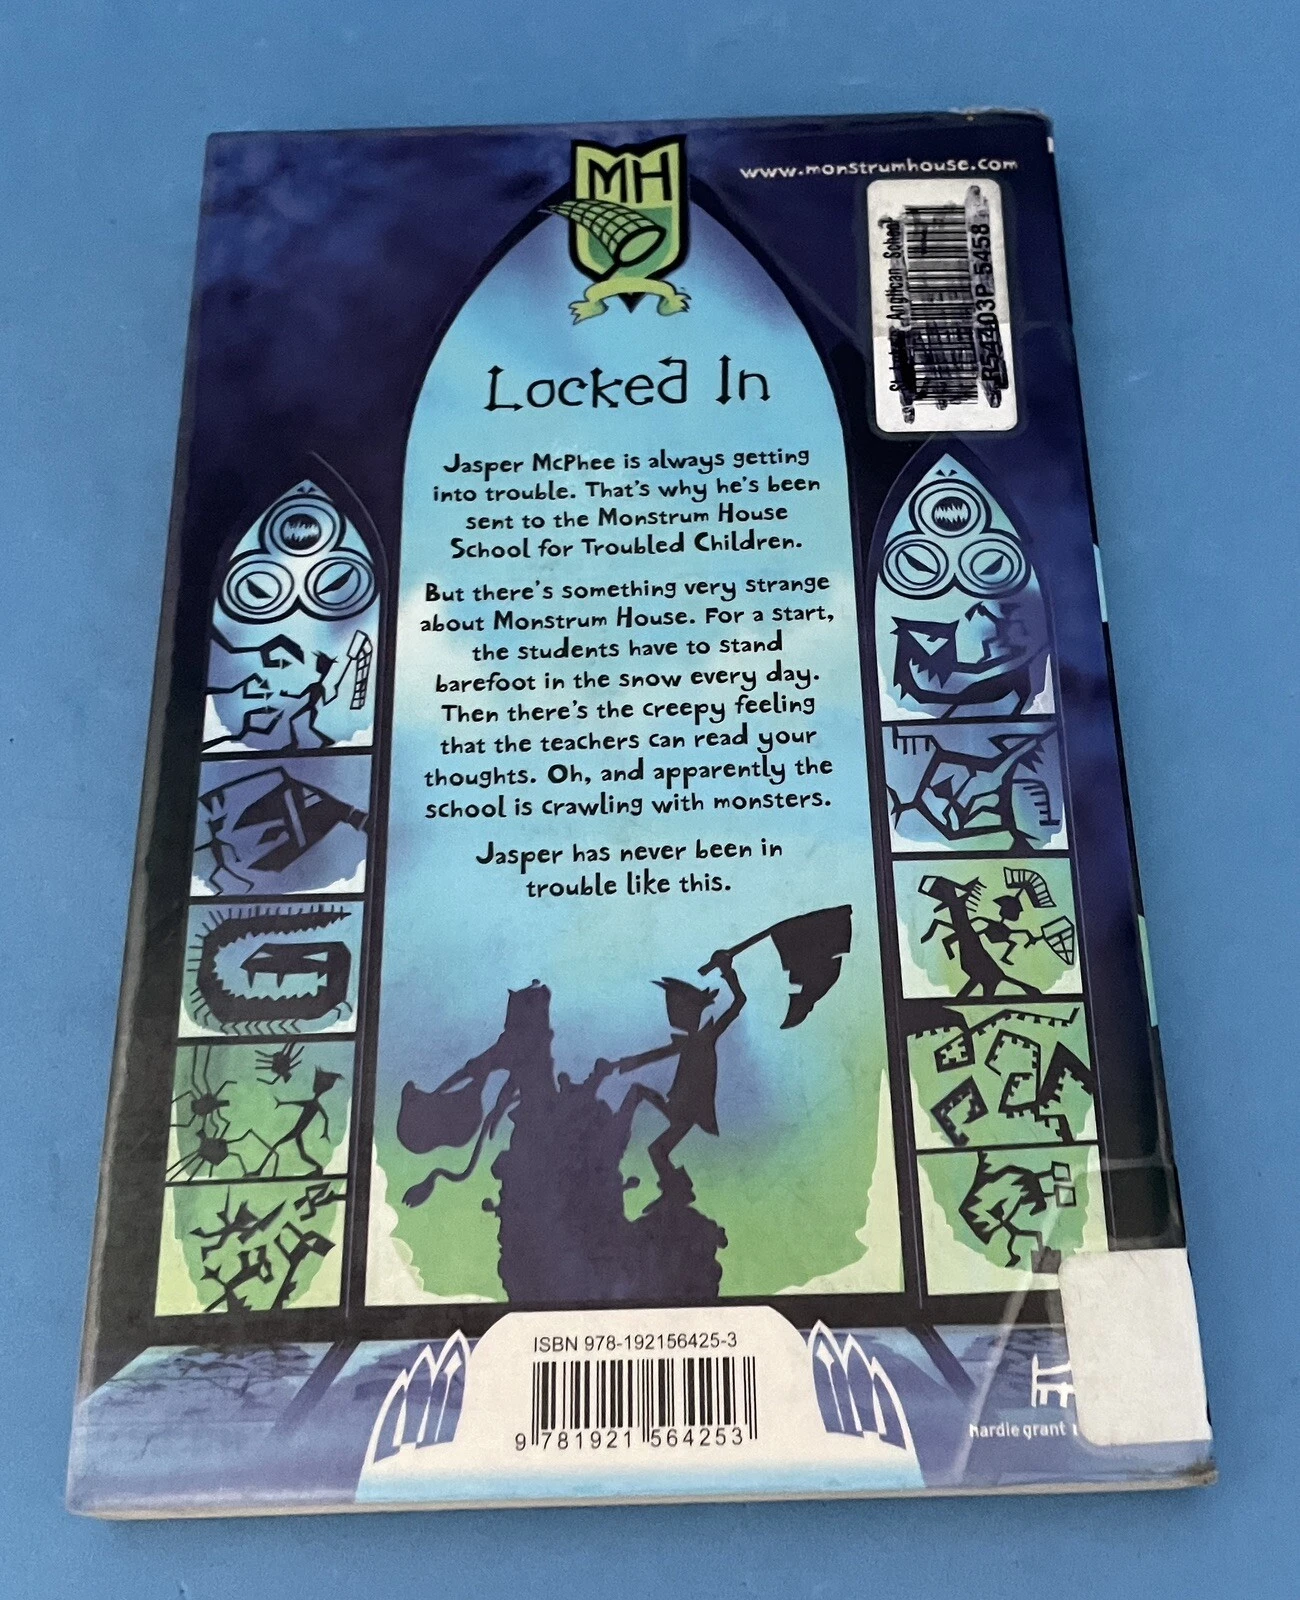 MH
www.monstrumhouse.com
Anglican School
R54403P 5458
Locked In
Jasper McPhee is always getting
into trouble. That's why he's been
sent to the Monstrum House
School for Troubled Children.
But there's something very strange
about Monstrum House. For a start,
the students have to stand
barefoot in the snow every day.
Then there's the creepy feeling
that the teachers can read your
thoughts. Oh, and apparently the
school is crawling with monsters.
Jasper has never been in
trouble like this.
ISBN 978-192156425-3
9 781921 564253
hardie grant